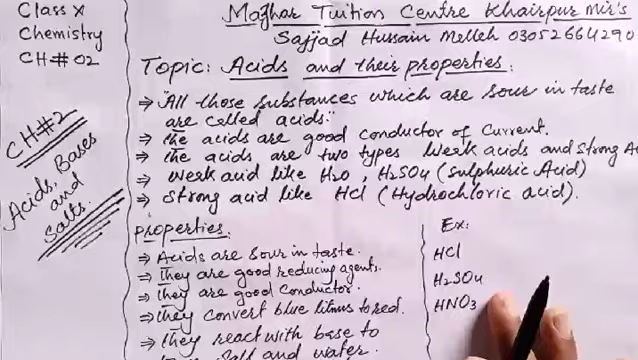 Class X
Chemistry
CH# 02
Mazhar Tuition Centre Khairpur Mir's
Sajjad Hussain Melleh 03052664290
Topic: Acids and their properties.
⇒ "All those substances which are sour in taste
are called acids."
⇒ The acids are good conductor of Current.
⇒ The acids are two types Weak acids and Strong
⇒ Weak acid like H2O, H2SO4 (Sulphuric Acid)
⇒ Strong acid like HCl (Hydrochloric acid).
CH#2
Acids, Bases
and
Salts.
Properties:
⇒ Acids are sour in taste.
⇒ They are good reducing agents.
⇒ They are good conductor.
⇒ They convert blue litmus to red.
⇒ They react with base to
salt and water.
Ex:
HCl
H2SO4
HNO3